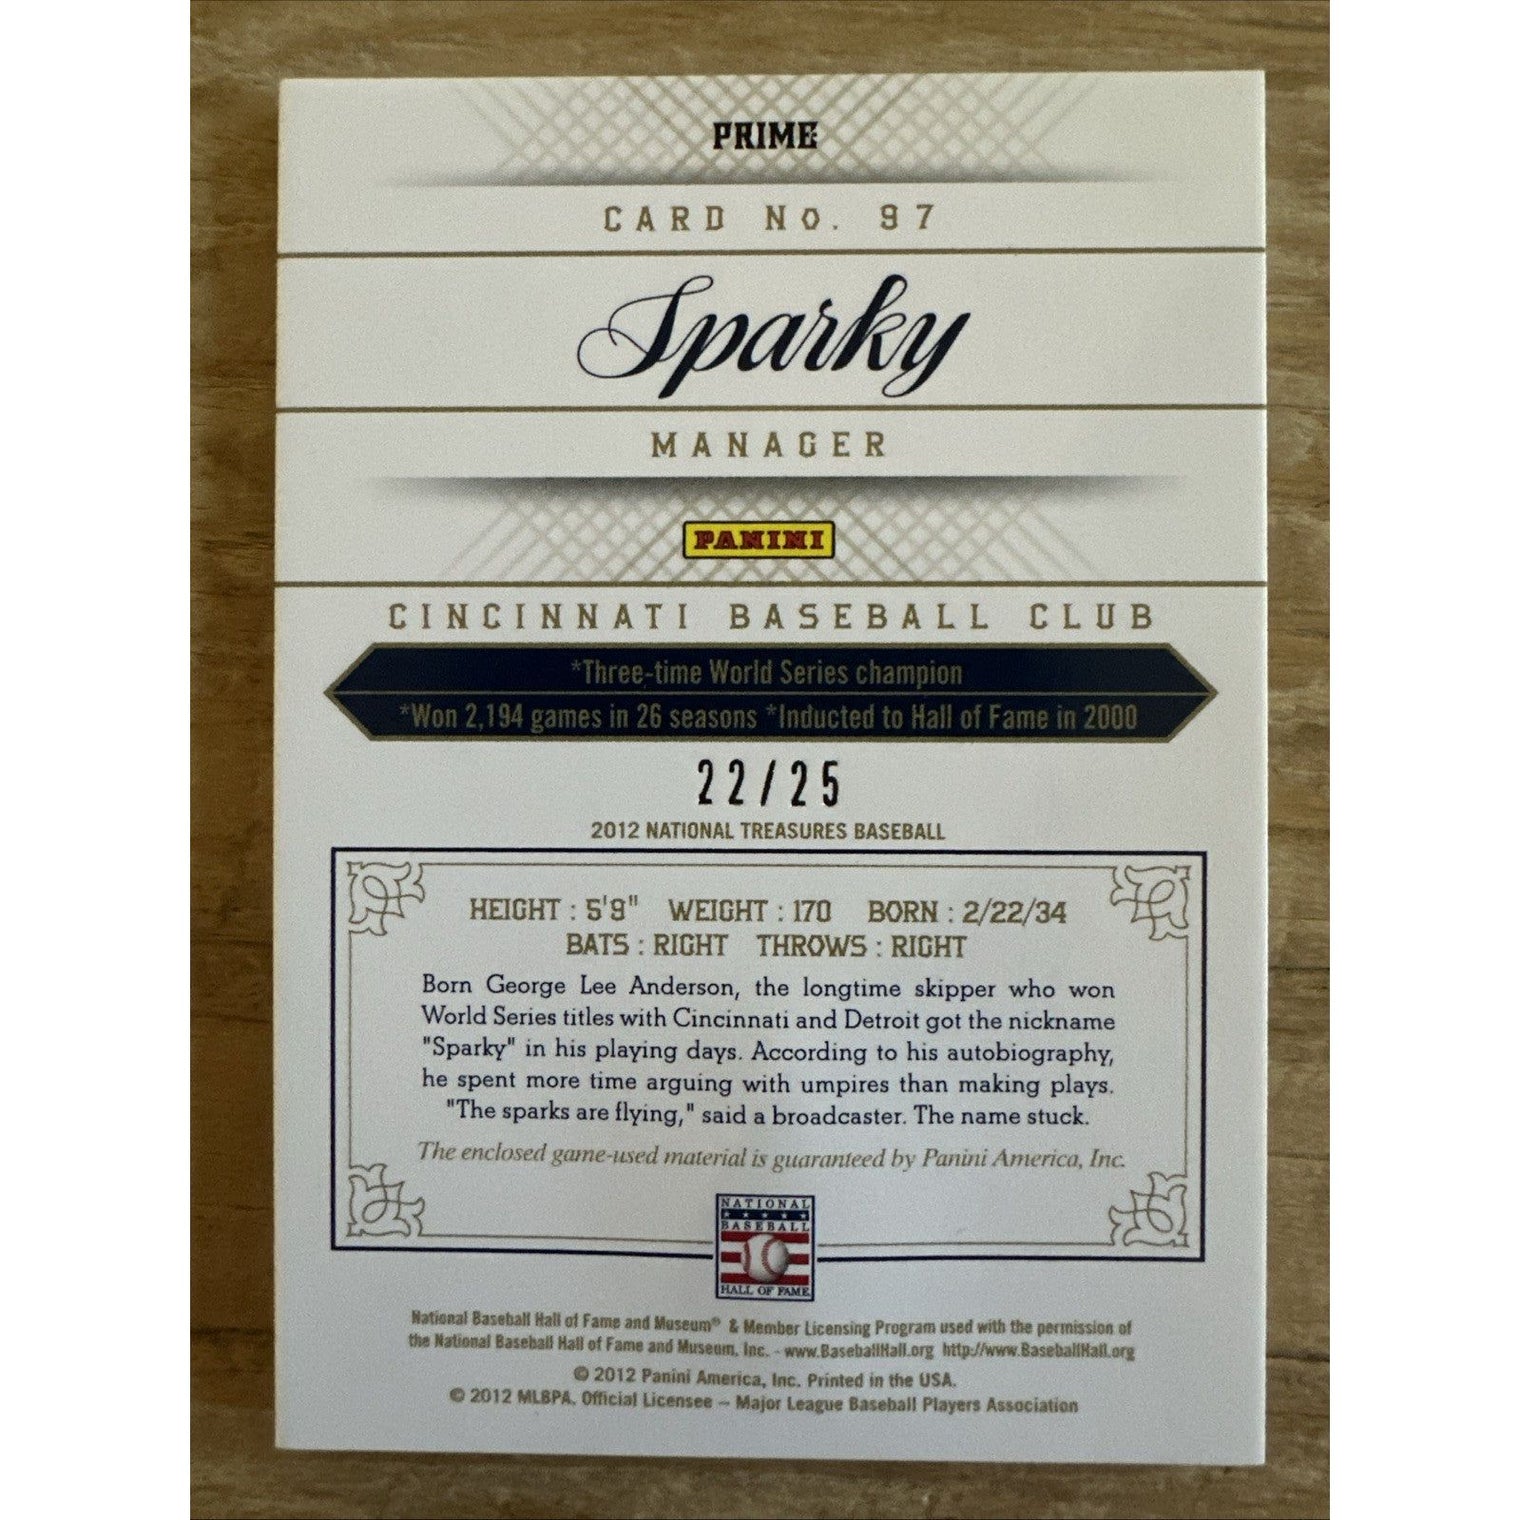 PRIME
CARD No. 97
Sparky
MANAGER
PANINI
CINCINNATI BASEBALL CLUB
*Three-time World Series champion
*Won 2,194 games in 26 seasons *Inducted to Hall of Fame in 2000
22/25
2012 NATIONAL TREASURES BASEBALL
HEIGHT : 5'9" WEIGHT : 170 BORN : 2/22/34
BATS : RIGHT THROWS : RIGHT
Born George Lee Anderson, the longtime skipper who won
World Series titles with Cincinnati and Detroit got the nickname
"Sparky" in his playing days. According to his autobiography,
he spent more time arguing with umpires than making plays.
"The sparks are flying," said a broadcaster. The name stuck.
The enclosed game-used material is guaranteed by Panini America, Inc.
NATIONAL
BASEBALL
HALL OF FAME
National Baseball Hall of Fame and Museum® & Member Licensing Program used with the permission of
the National Baseball Hall of Fame and Museum, Inc. - www.BaseballHall.org http://www.BaseballHall.org
© 2012 Panini America, Inc. Printed in the USA.
© 2012 MLBPA, Official Licensee – Major League Baseball Players Association